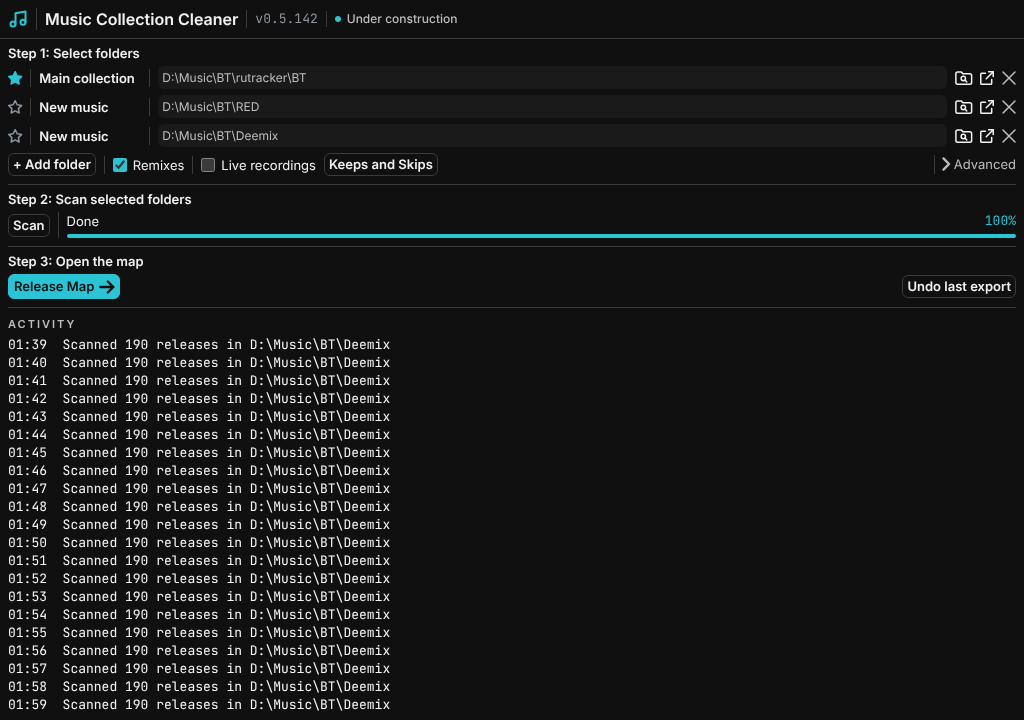 Music Collection Cleaner v0.5.142 Under construction
Step 1: Select folders
Main collection D:\Music\BT\rutracker\BT
New music D:\Music\BT\RED
New music D:\Music\BT\Deemix
+ Add folder Remixes Live recordings Keeps and Skips Advanced
Step 2: Scan selected folders
Scan Done 100%
Step 3: Open the map
Release Map Undo last export
ACTIVITY
01:39 Scanned 190 releases in D:\Music\BT\Deemix
01:40 Scanned 190 releases in D:\Music\BT\Deemix
01:41 Scanned 190 releases in D:\Music\BT\Deemix
01:42 Scanned 190 releases in D:\Music\BT\Deemix
01:43 Scanned 190 releases in D:\Music\BT\Deemix
01:44 Scanned 190 releases in D:\Music\BT\Deemix
01:45 Scanned 190 releases in D:\Music\BT\Deemix
01:46 Scanned 190 releases in D:\Music\BT\Deemix
01:47 Scanned 190 releases in D:\Music\BT\Deemix
01:48 Scanned 190 releases in D:\Music\BT\Deemix
01:49 Scanned 190 releases in D:\Music\BT\Deemix
01:50 Scanned 190 releases in D:\Music\BT\Deemix
01:51 Scanned 190 releases in D:\Music\BT\Deemix
01:52 Scanned 190 releases in D:\Music\BT\Deemix
01:53 Scanned 190 releases in D:\Music\BT\Deemix
01:54 Scanned 190 releases in D:\Music\BT\Deemix
01:55 Scanned 190 releases in D:\Music\BT\Deemix
01:56 Scanned 190 releases in D:\Music\BT\Deemix
01:57 Scanned 190 releases in D:\Music\BT\Deemix
01:58 Scanned 190 releases in D:\Music\BT\Deemix
01:59 Scanned 190 releases in D:\Music\BT\Deemix